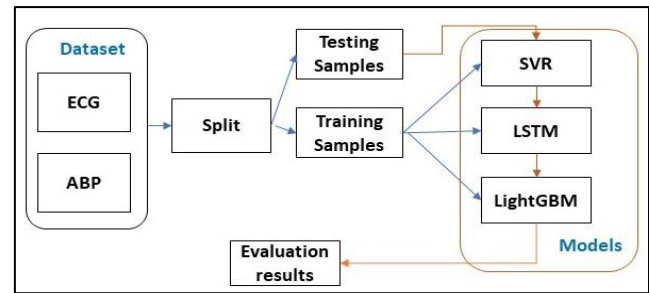 Dataset
ECG
ABP
Split
Testing
Samples
Training
Samples
SVR
LSTM
LightGBM
Models
Evaluation
results